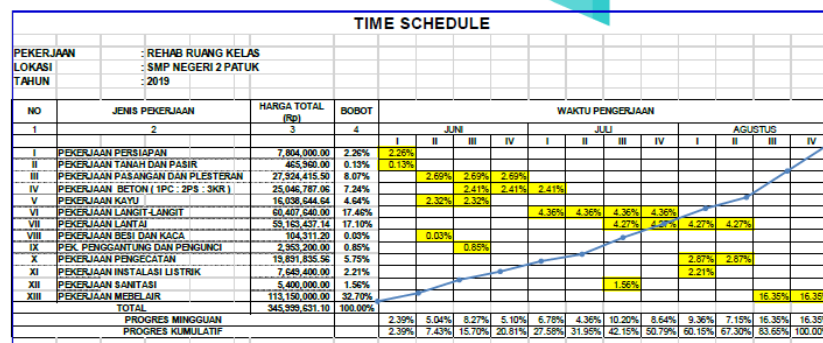 TIME SCHEDULE
PEKERJAAN : REHAB RUANG KELAS
LOKASI : SMP NEGERI 2 PATUK
TAHUN : 2019
NO JENIS PEKERJAAN HARGA TOTAL (Rp) BOBOT WAKTU PENGERJAAN
1 2 3 4 JUNI JULI AGUSTUS
I II III IV I II III IV I II III IV
I PEKERJAAN PERSIAPAN 7,804,000.00 2.26% 2.26%
II PEKERJAAN TANAH DAN PASIR 465,960.00 0.13% 0.13%
III PEKERJAAN PASANGAN DAN PLESTERAN 27,924,415.50 8.07% 2.69% 2.69% 2.69%
IV PEKERJAAN BETON ( 1PC : 2PS : 3KR ) 25,046,787.06 7.24% 2.41% 2.41% 2.41%
V PEKERJAAN KAYU 16,038,644.64 4.64% 2.32% 2.32%
VI PEKERJAAN LANGIT-LANGIT 60,407,640.00 17.46% 4.36% 4.36% 4.36% 4.36%
VII PEKERJAAN LANTAI 59,163,437.14 17.10% 4.27% 4.27% 4.27% 4.27%
VIII PEKERJAAN BESI DAN KACA 104,311.20 0.03% 0.03%
IX PEK. PENGGANTUNG DAN PENGUNCI 2,953,200.00 0.85% 0.85%
X PEKERJAAN PENGECATAN 19,891,835.56 5.75% 2.87% 2.87%
XI PEKERJAAN INSTALASI LISTRIK 7,649,400.00 2.21% 2.21%
XII PEKERJAAN SANITASI 5,400,000.00 1.56% 1.56%
XIII PEKERJAAN MEBELAIR 113,150,000.00 32.70% 16.35% 16.35
TOTAL 345,999,631.10 100.00%
PROGRES MINGGUAN 2.39% 5.04% 8.27% 5.10% 6.78% 4.36% 10.20% 8.64% 9.36% 7.15% 16.35% 16.35
PROGRES KUMULATIF 2.39% 7.43% 15.70% 20.81% 27.58% 31.95% 42.15% 50.79% 60.15% 67.30% 83.65% 100.00